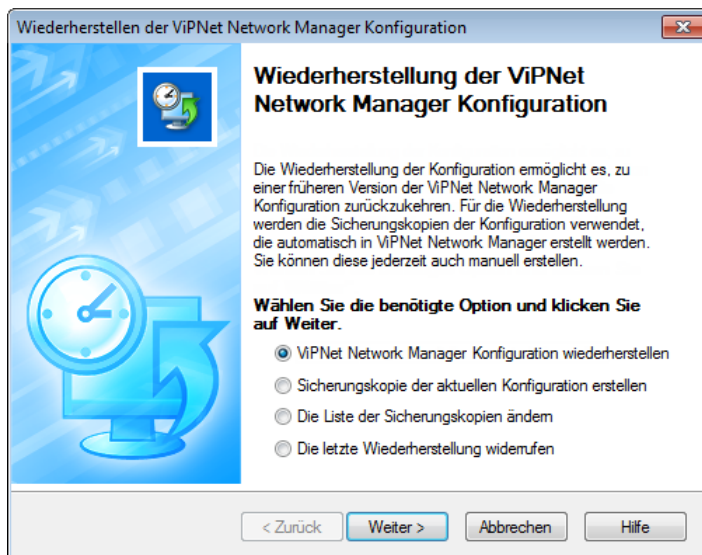 Wiederherstellen der ViPNet Network Manager Konfiguration
Wiederherstellung der ViPNet
Network Manager Konfiguration
Die Wiederherstellung der Konfiguration ermöglicht es, zu
einer früheren Version der ViPNet Network Manager
Konfiguration zurückzukehren. Für die Wiederherstellung
werden die Sicherungskopien der Konfiguration verwendet,
die automatisch in ViPNet Network Manager erstellt werden.
Sie können diese jederzeit auch manuell erstellen.
Wählen Sie die benötigte Option und klicken Sie
auf Weiter.
ViPNet Network Manager Konfiguration wiederherstellen
Sicherungskopie der aktuellen Konfiguration erstellen
Die Liste der Sicherungskopien ändern
Die letzte Wiederherstellung widerrufen
< Zurück Weiter > Abbrechen Hilfe